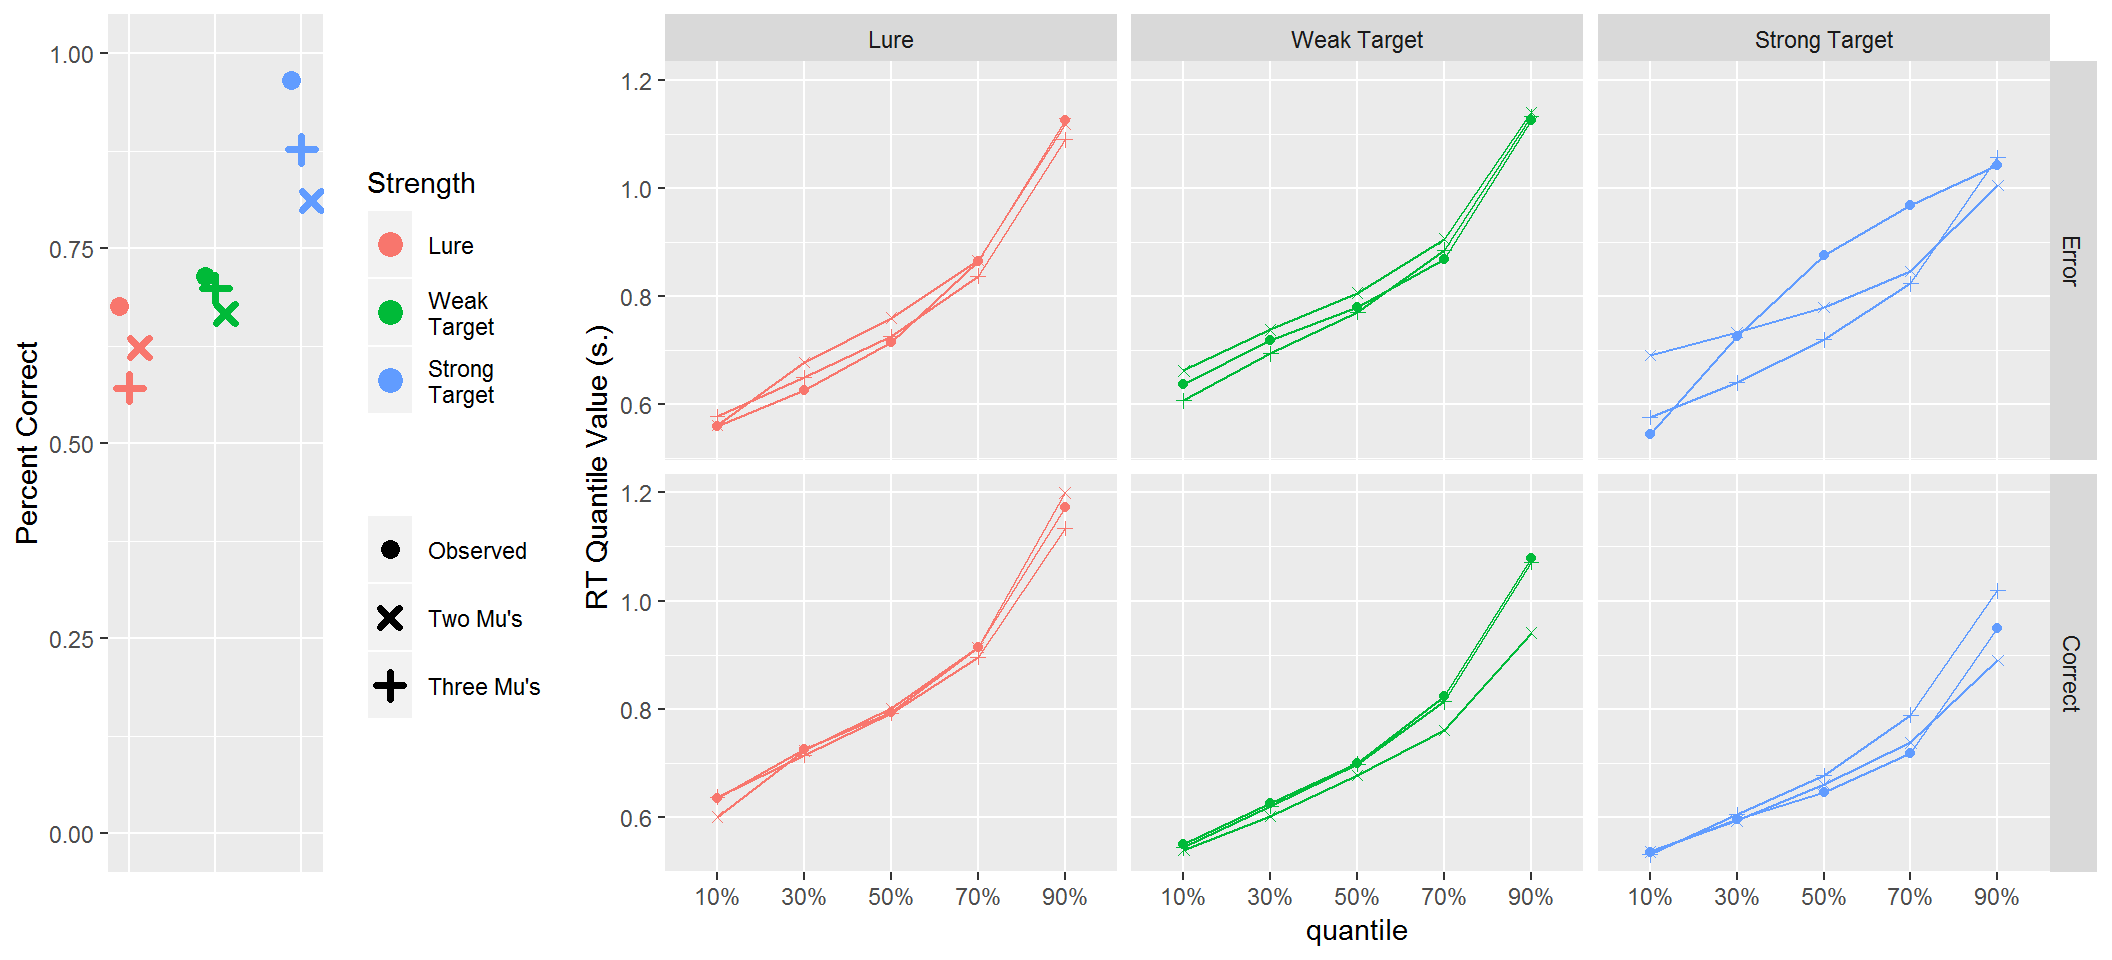 Percent Correct
1.00
0.75
0.50
0.25
0.00
Strength
Lure
Weak
Target
Strong
Target
Observed
Two Mu's
Three Mu's
RT Quantile Value (s.)
Lure
Weak Target
Strong Target
1.2
1.0
0.8
0.6
Error
1.2
1.0
0.8
0.6
Correct
10% 30% 50% 70% 90%
10% 30% 50% 70% 90%
10% 30% 50% 70% 90%
quantile